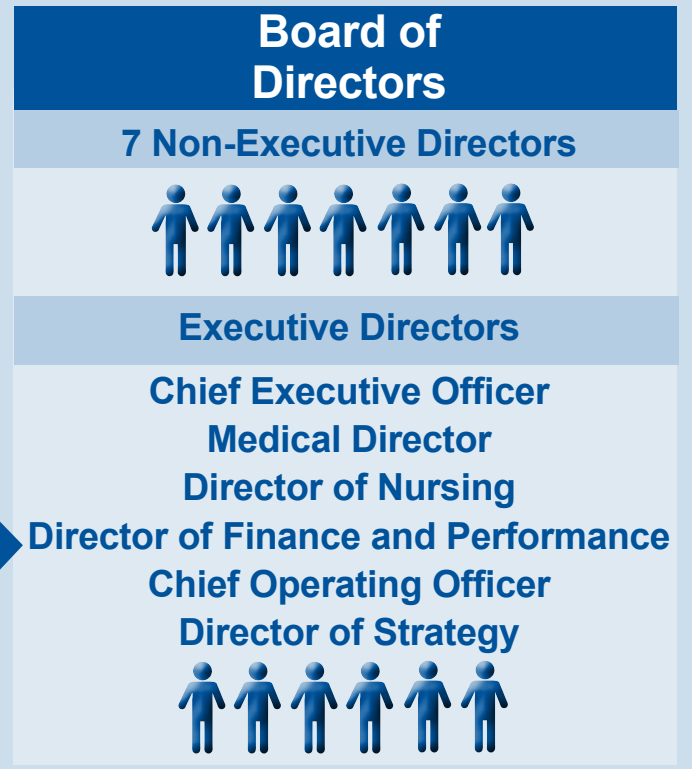 Board of
Directors
7 Non-Executive Directors
Executive Directors
Chief Executive Officer
Medical Director
Director of Nursing
Director of Finance and Performance
Chief Operating Officer
Director of Strategy